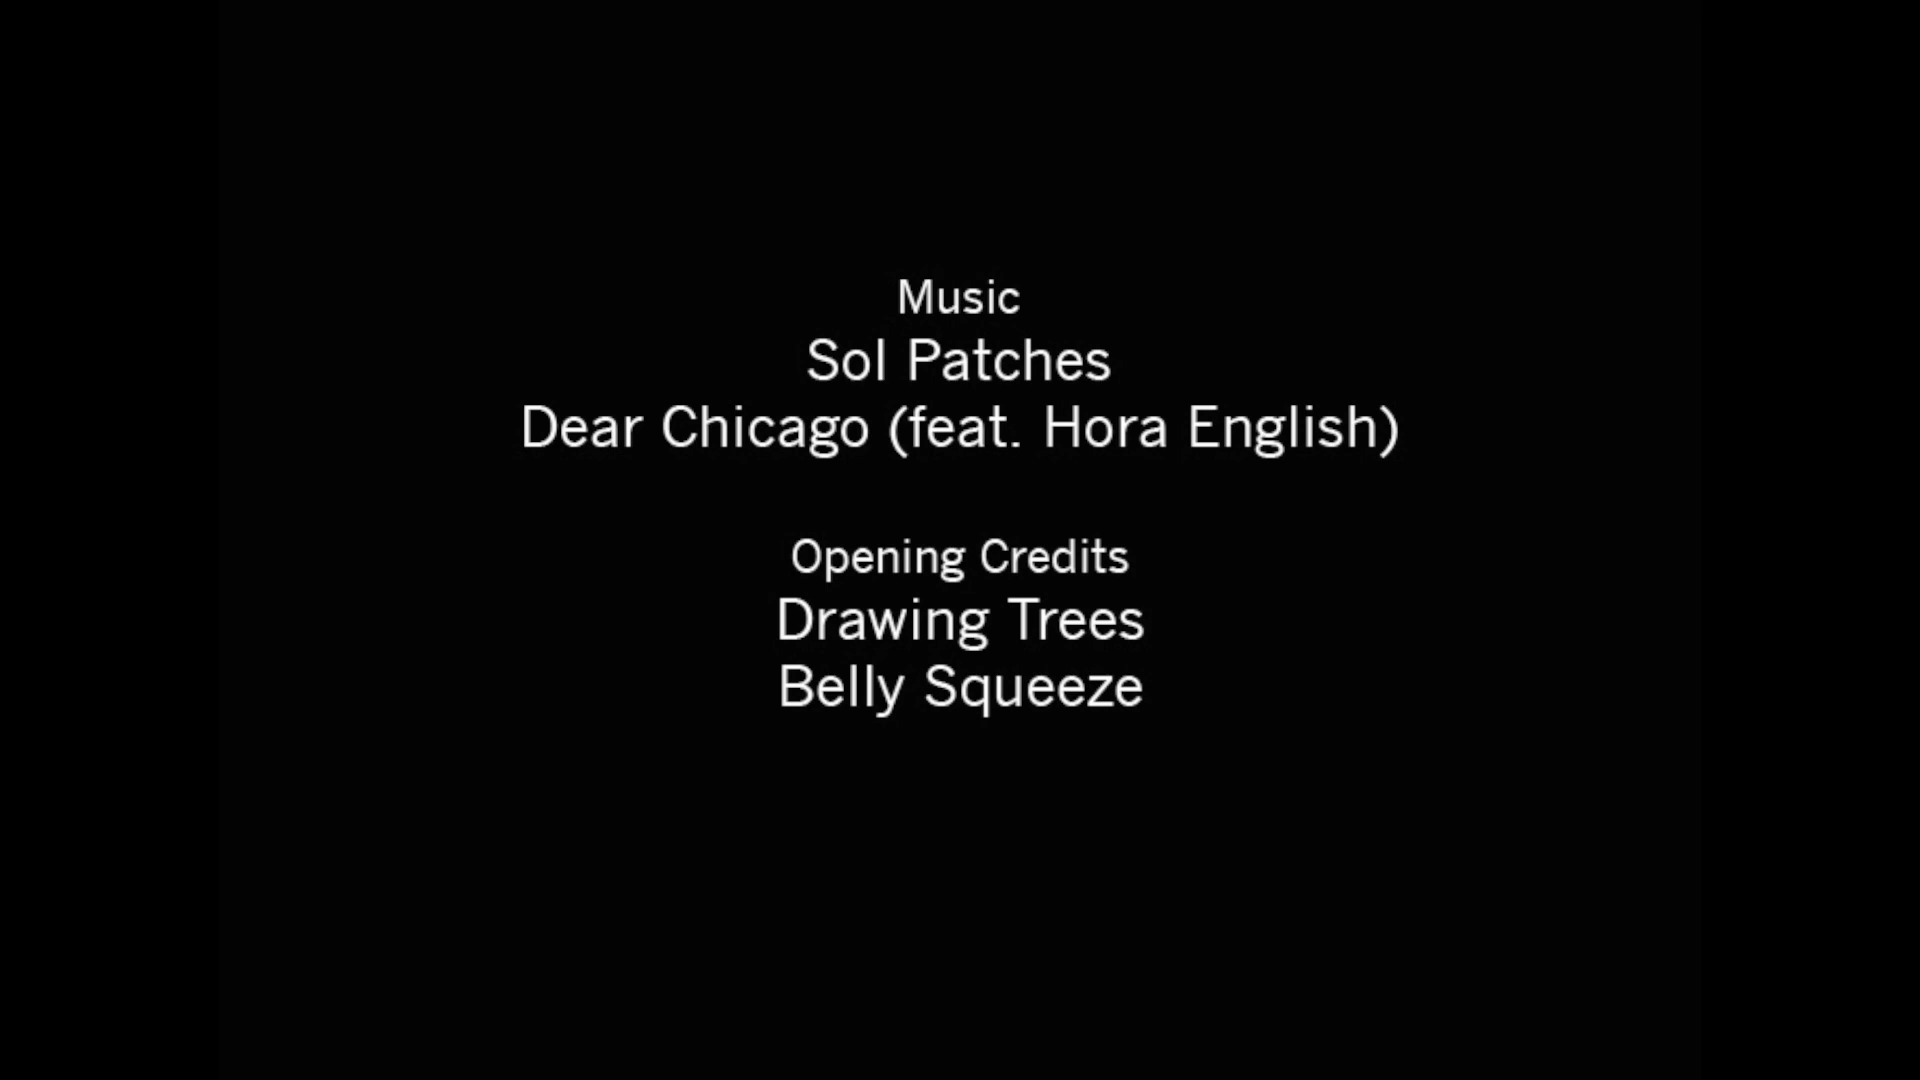 Music
Sol Patches
Dear Chicago (feat. Hora English)
Opening Credits
Drawing Trees
Belly Squeeze